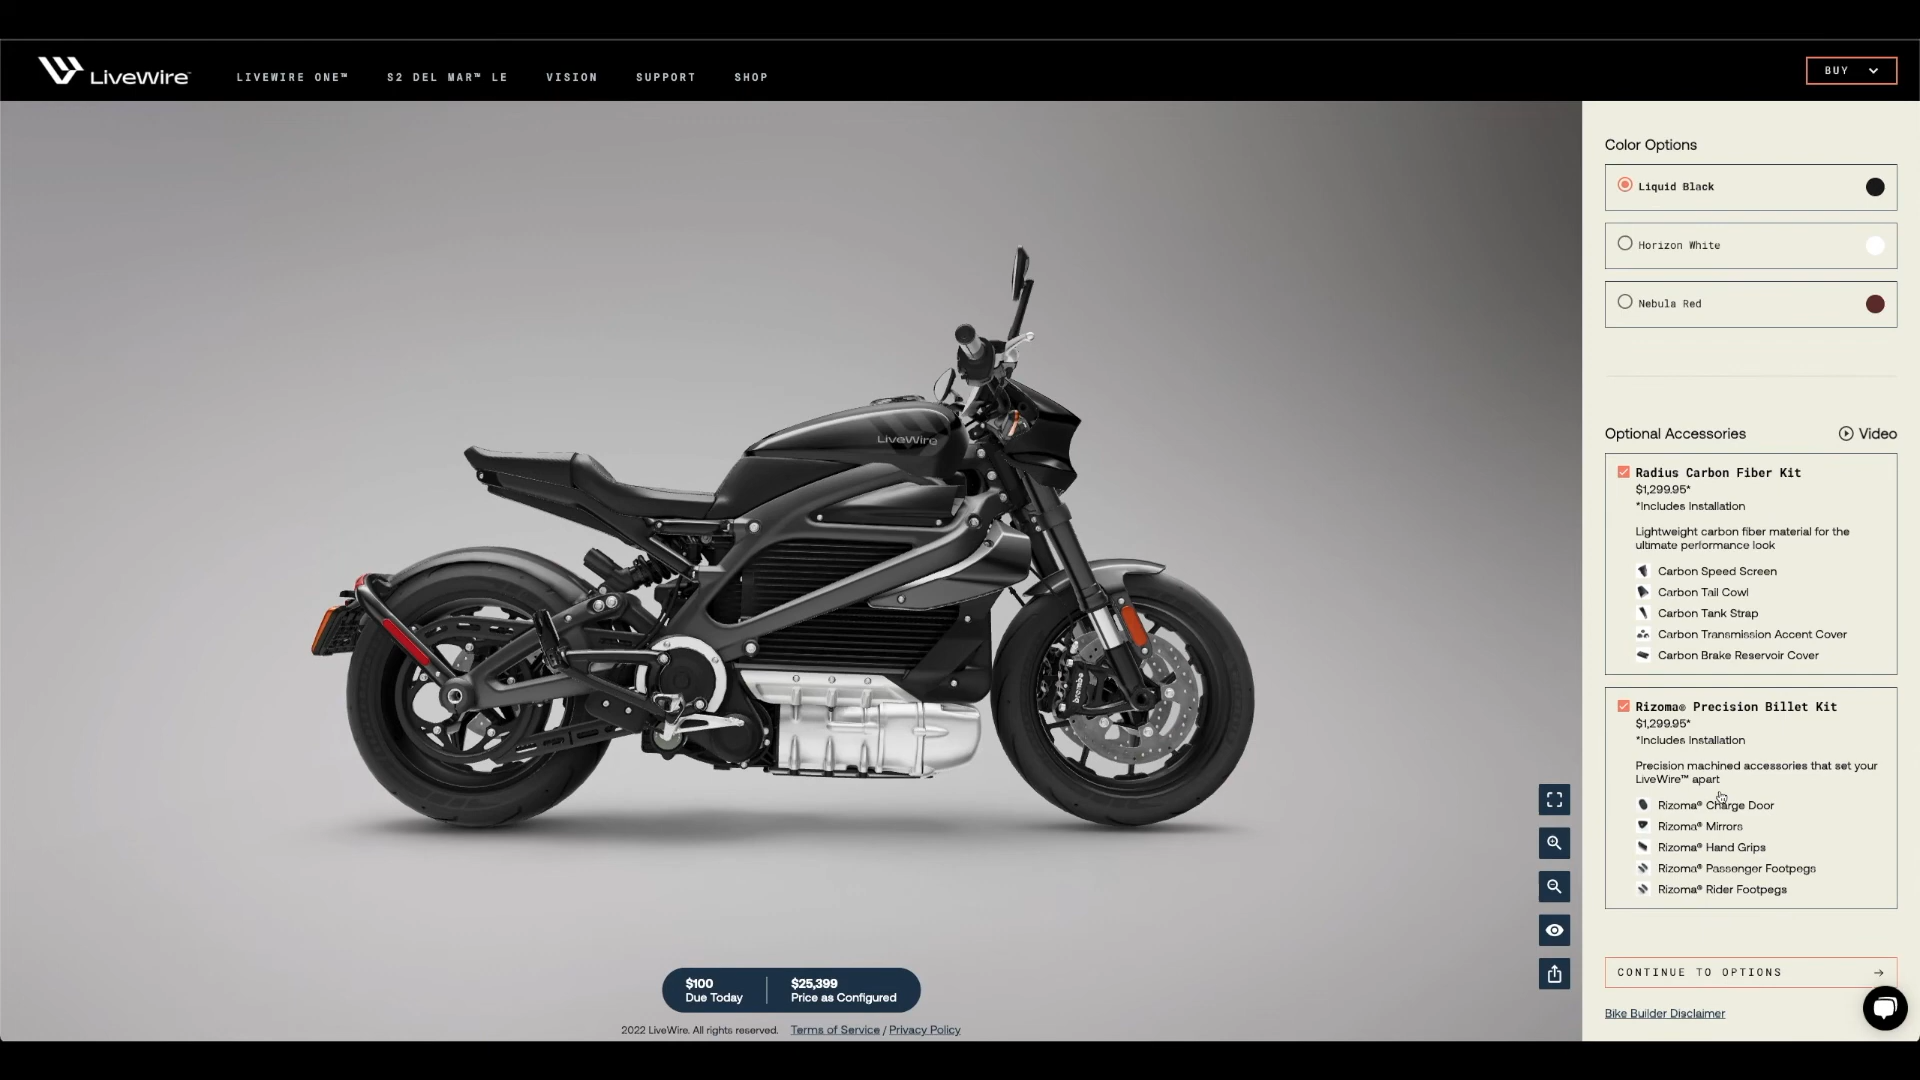 LiveWire™
LIVEWIRE ONE™
S2 DEL MAR™ LE
VISION
SUPPORT
SHOP
BUY
LiveWire
brembo
Color Options
Liquid Black
Horizon White
Nebula Red
Optional Accessories
Video
Radius Carbon Fiber Kit
$1,299.95*
*Includes Installation
Lightweight carbon fiber material for the
ultimate performance look
Carbon Speed Screen
Carbon Tail Cowl
Carbon Tank Strap
Carbon Transmission Accent Cover
Carbon Brake Reservoir Cover
Rizoma® Precision Billet Kit
$1,299.95*
*Includes Installation
Precision machined accessories that set your
LiveWire™ apart
Rizoma® Charge Door
Rizoma® Mirrors
Rizoma® Hand Grips
Rizoma® Passenger Footpegs
Rizoma® Rider Footpegs
CONTINUE TO OPTIONS
Bike Builder Disclaimer
$100
Due Today
$25,399
Price as Configured
2022 LiveWire. All rights reserved. Terms of Service / Privacy Policy